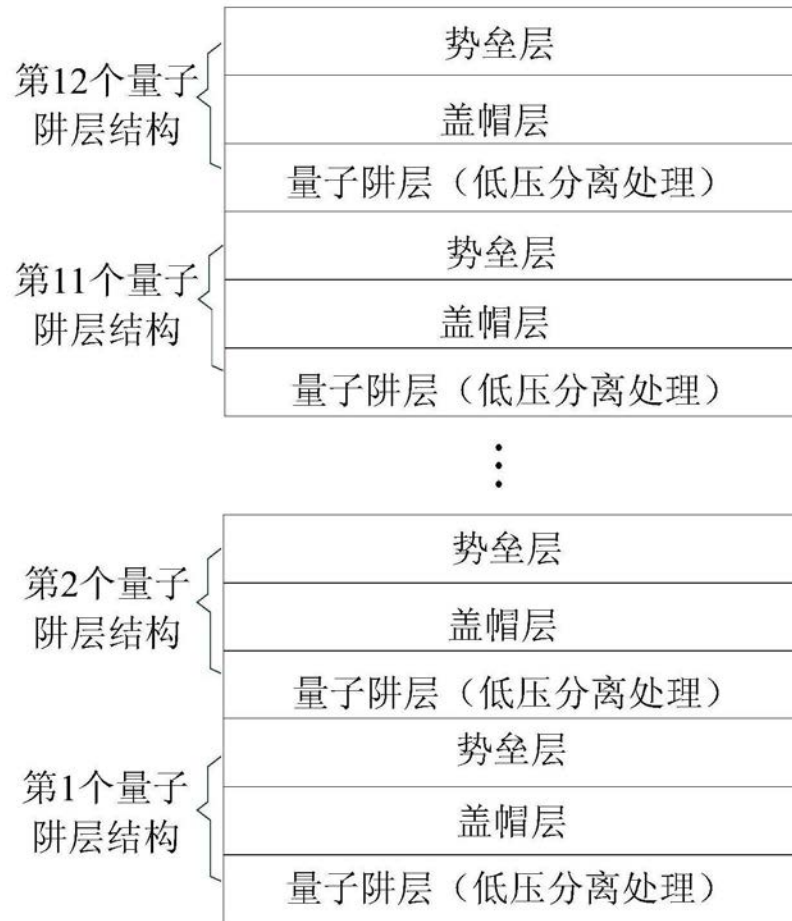 势垒层
第12个量子
阱层结构
盖帽层
量子阱层（低压分离处理）
势垒层
第11个量子
阱层结构
盖帽层
量子阱层（低压分离处理）
势垒层
第2个量子
阱层结构
盖帽层
量子阱层（低压分离处理）
势垒层
第1个量子
阱层结构
盖帽层
量子阱层（低压分离处理）